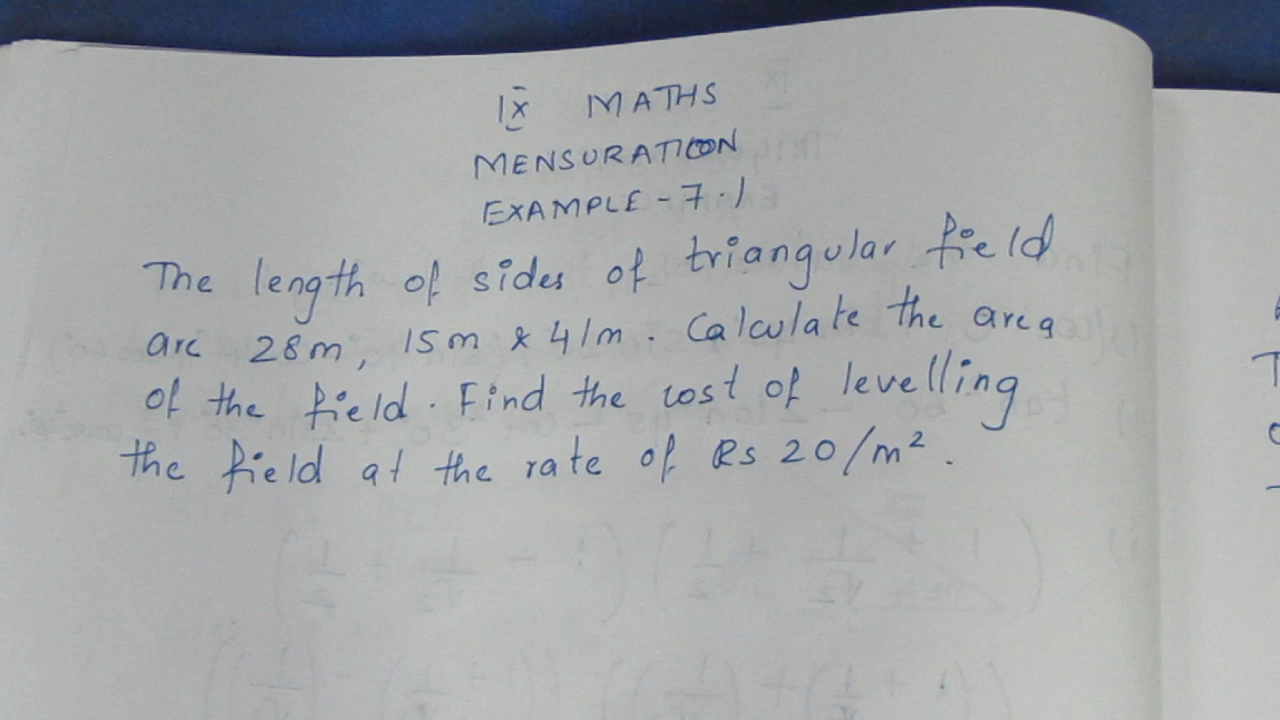 IX MATHS
MENSURATION
EXAMPLE - 7.1
The length of sides of triangular field
are 28m, 15m & 41m. Calculate the area
of the field. Find the cost of levelling
the field at the rate of Rs 20/m².